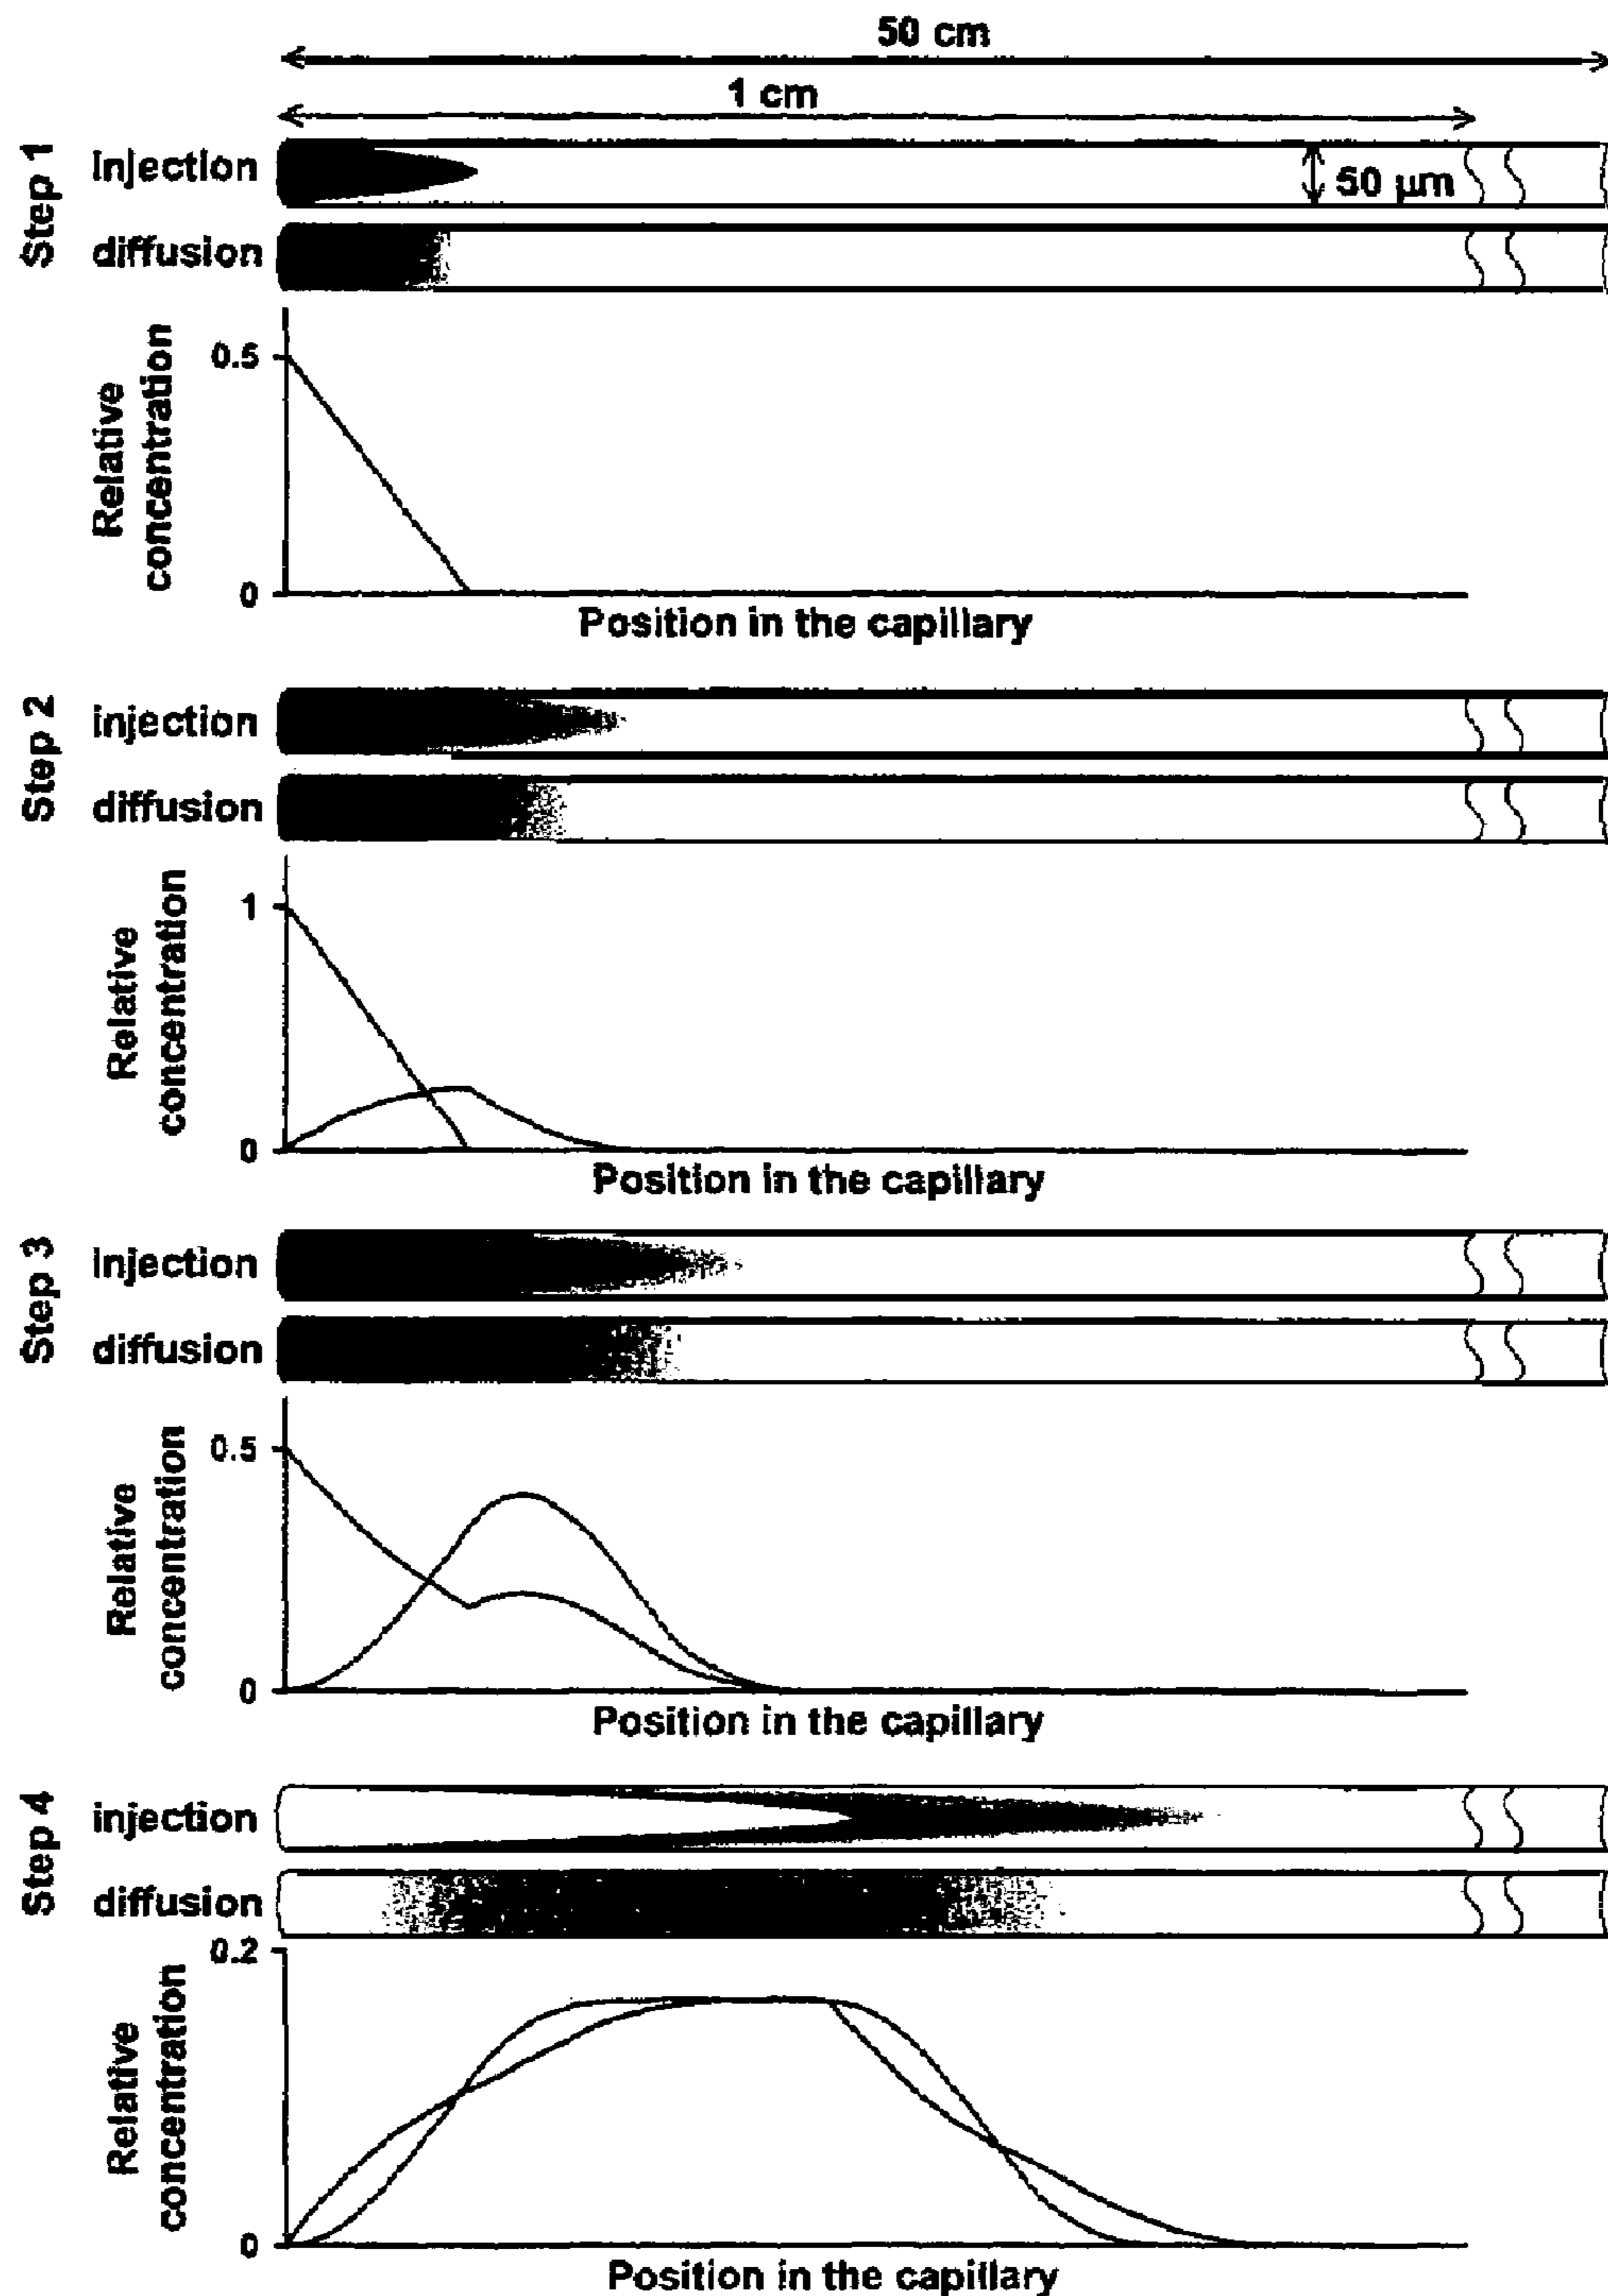 50 cm
1 cm
Step 1
injection
50 μm
diffusion
Relative
concentration
0.5
0
Position in the capillary
Step 2
injection
diffusion
Relative
concentration
1
0
Position in the capillary
Step 3
injection
diffusion
Relative
concentration
0.5
0
Position in the capillary
Step 4
injection
diffusion
Relative
concentration
0.2
0
Position in the capillary